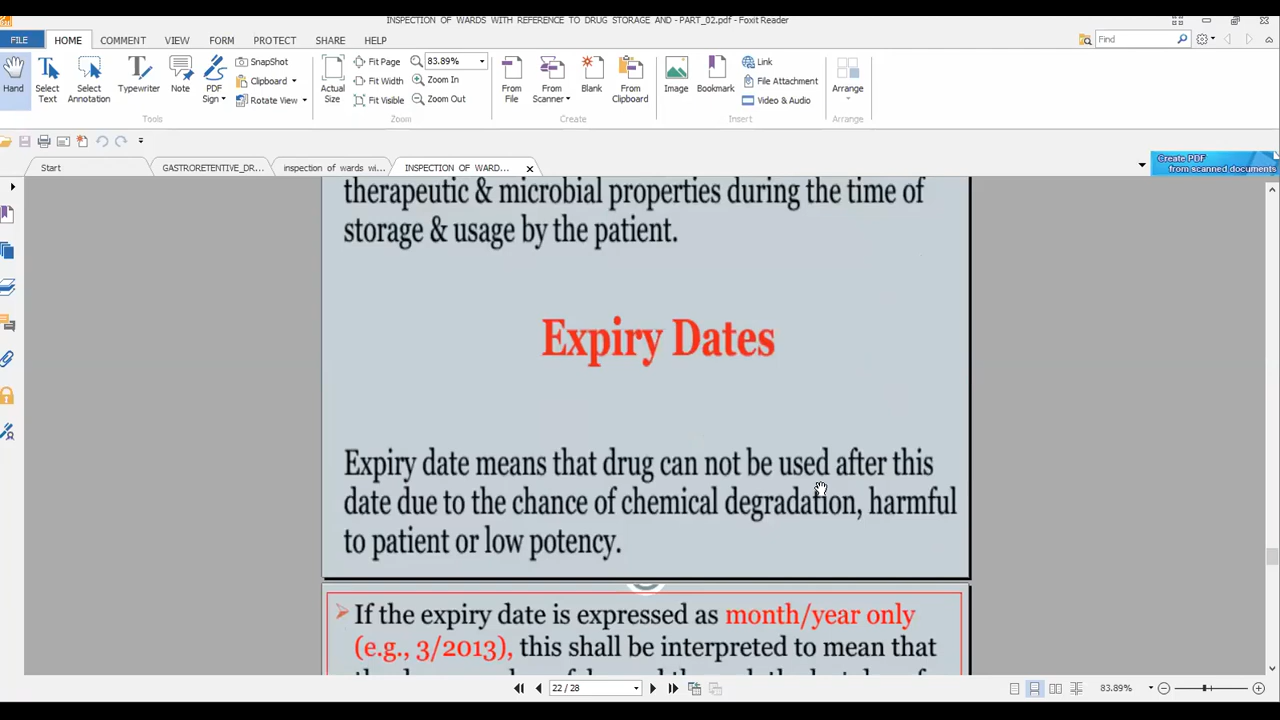 INSPECTION OF WARDS WITH REFERENCE TO DRUG STORAGE AND - PART_02.pdf - Foxit Reader
FILE HOME COMMENT VIEW FORM PROTECT SHARE HELP Find
Hand
Select Text
Select Annotation
Typewriter
Note
PDF Sign
SnapShot
Clipboard
Rotate View
Tools
Actual Size
Fit Page
Fit Width
Fit Visible
83.89%
Zoom In
Zoom Out
Zoom
From File
From Scanner
Blank
From Clipboard
Create
Image
Bookmark
Link
File Attachment
Video & Audio
Insert
Arrange
Arrange
Start GASTRORETENTIVE_DR... inspection of wards wi... INSPECTION OF WARD...
Create PDF
from scanned documents
therapeutic & microbial properties during the time of
storage & usage by the patient.
Expiry Dates
Expiry date means that drug can not be used after this
date due to the chance of chemical degradation, harmful
to patient or low potency.
If the expiry date is expressed as month/year only
(e.g., 3/2013), this shall be interpreted to mean that
22 / 28 83.89%